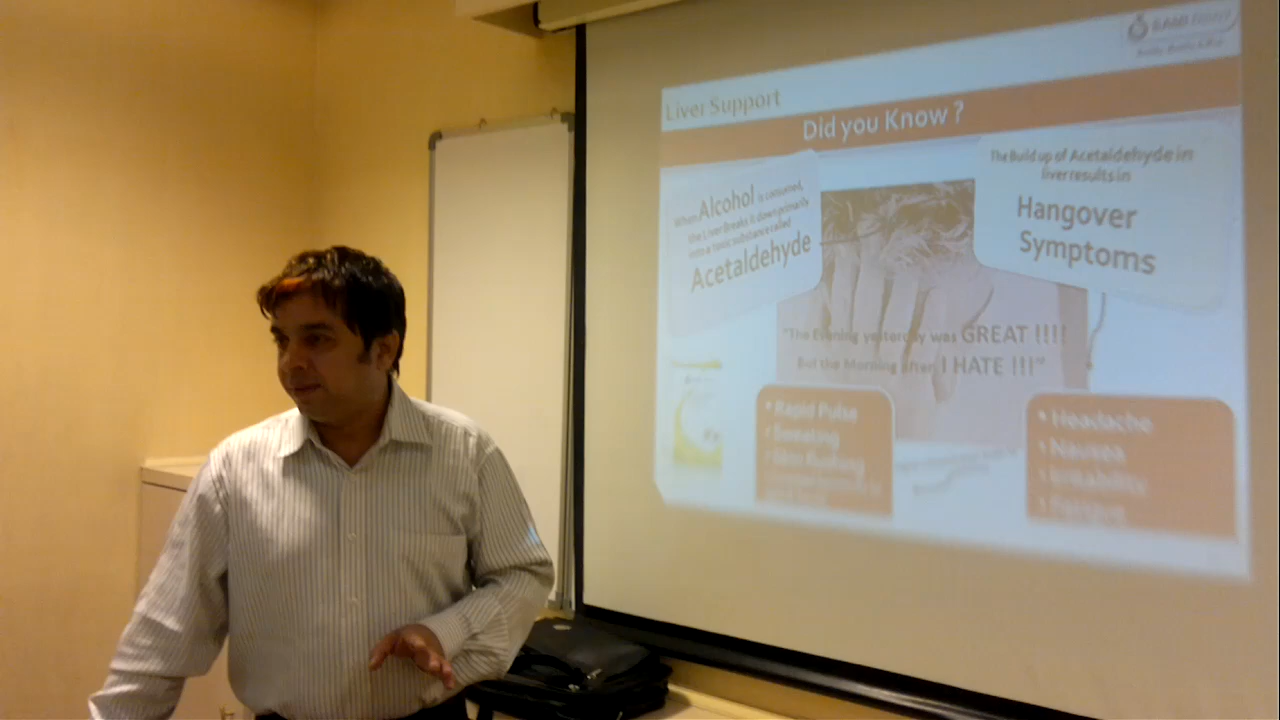 Liver Support
Did you Know ?
When Alcohol is consumed,
the Liver Breaks it down primarily
into a toxic substance called
Acetaldehyde
The Build up of Acetaldehyde in
liver results in
Hangover
Symptoms
"The Evening yesterday was GREAT !!!!
But the Morning after I HATE !!!"
• Rapid Pulse
• Sweating
• Skin flushing
• Headache
• Nausea
• Irritability
• Fatigue